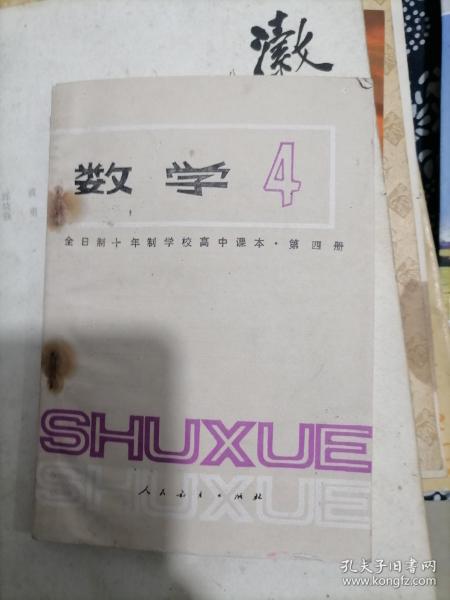 数学 4
全日制十年制学校高中课本·第四册
SHUXUE
SHUXUE
人民教育出版社
孔夫子旧书网
www.kongfz.com